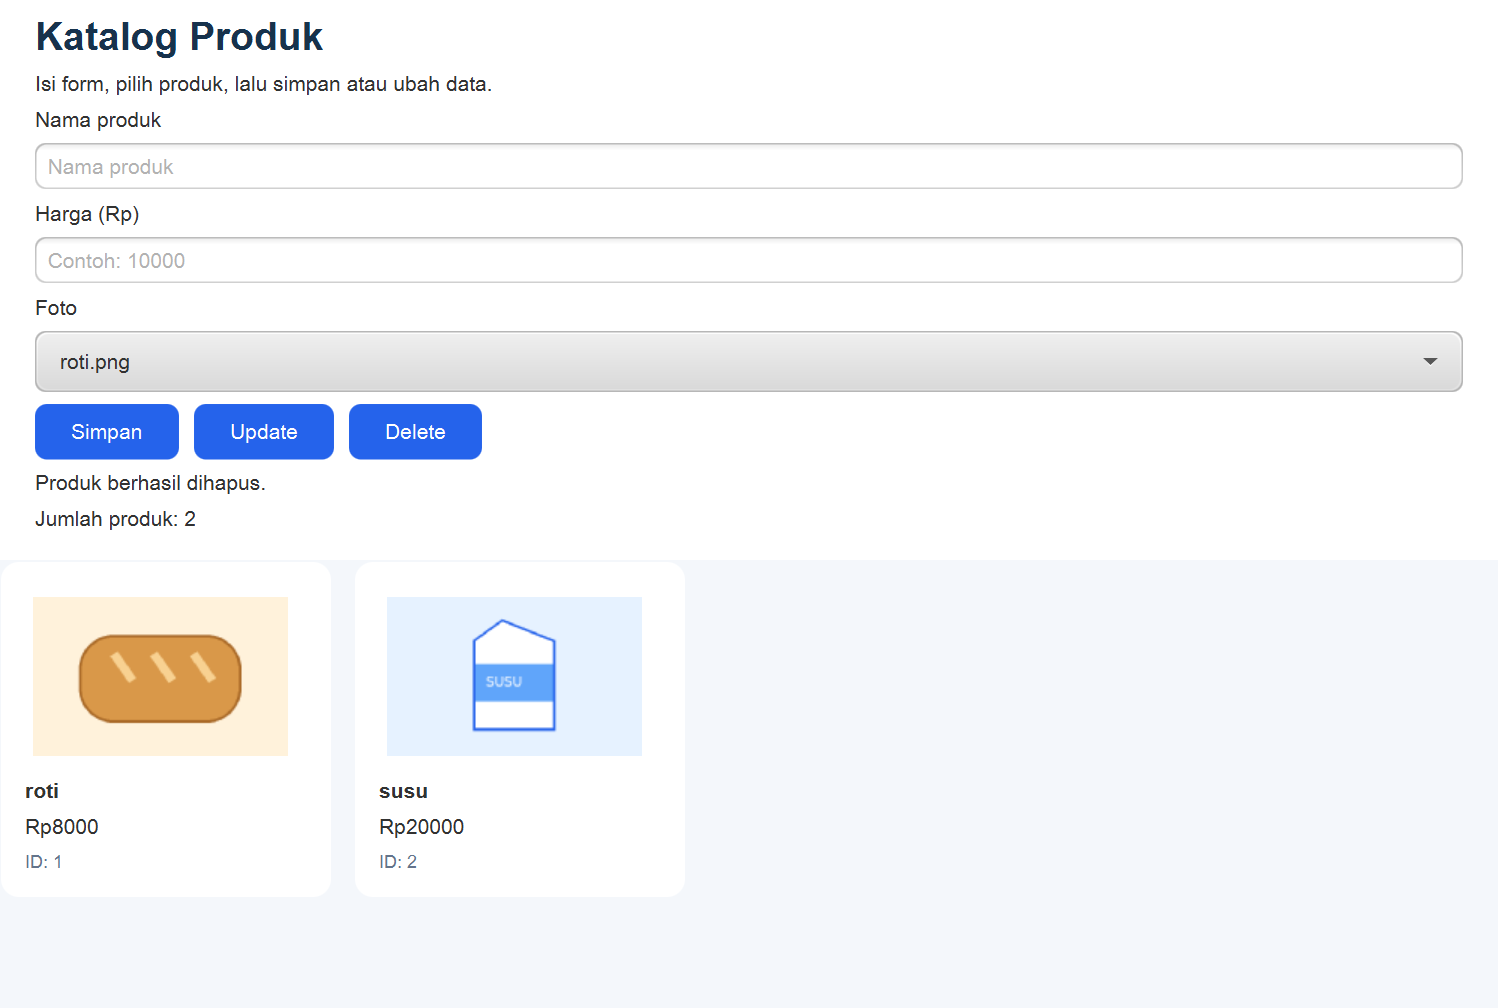 Katalog Produk
Isi form, pilih produk, lalu simpan atau ubah data.
Nama produk
Nama produk
Harga (Rp)
Contoh: 10000
Foto
roti.png
Simpan Update Delete
Produk berhasil dihapus.
Jumlah produk: 2
SUSU
roti
Rp8000
ID: 1
susu
Rp20000
ID: 2